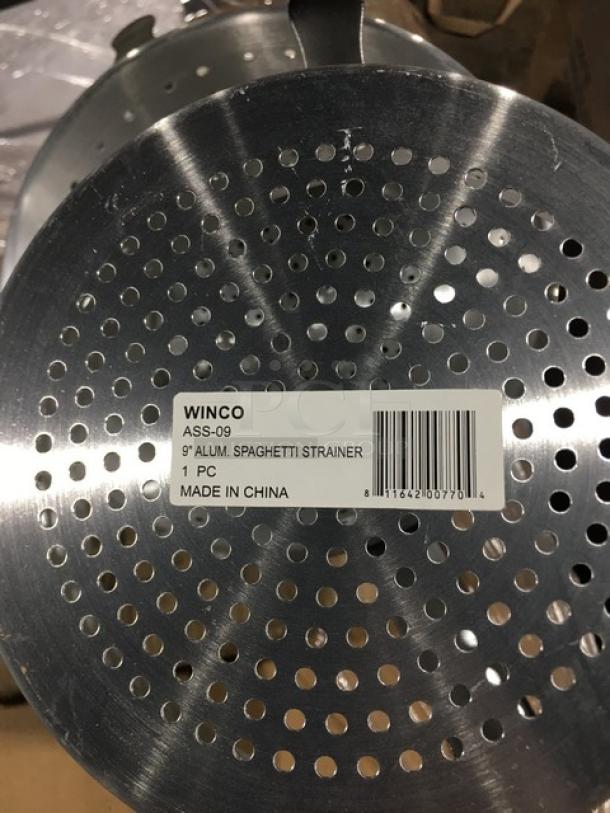 WINCO
ASS-09
9" ALUM. SPAGHETTI STRAINER
1 PC
MADE IN CHINA
8 11642 00770 4